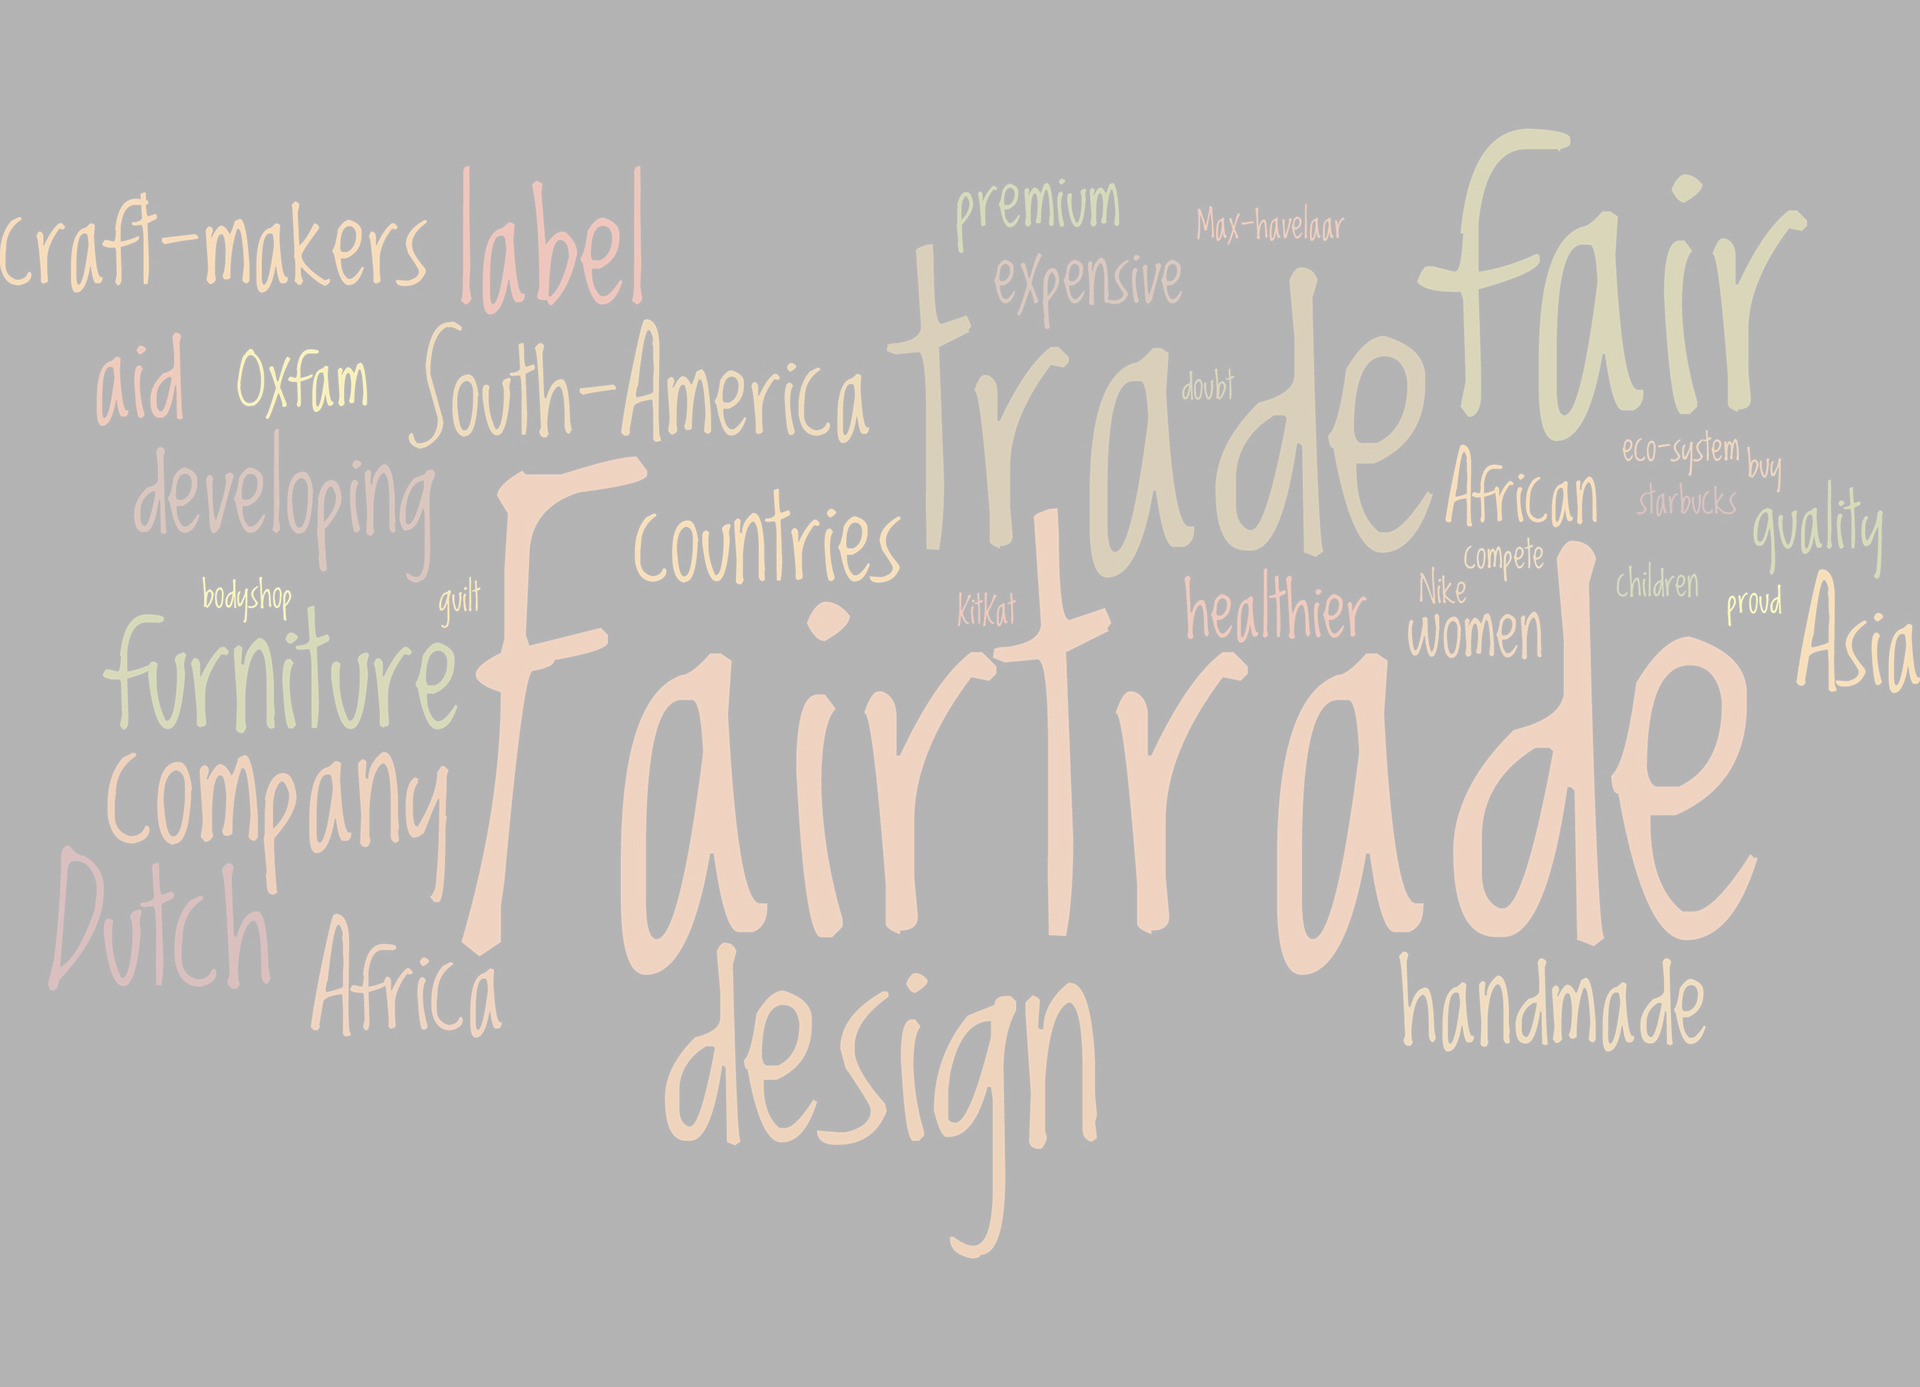 fair
premium
Max-havelaar
craft-makers
label
expensive
trade
aid
Oxfam
South-America
doubt
developing
countries
African
eco-system
buy
starbucks
quality
compete
bodyshop
guilt
KitKat
healthier
Nike
women
children
proud
Asia
furniture
Fairtrade
company
Dutch
Africa
design
handmade